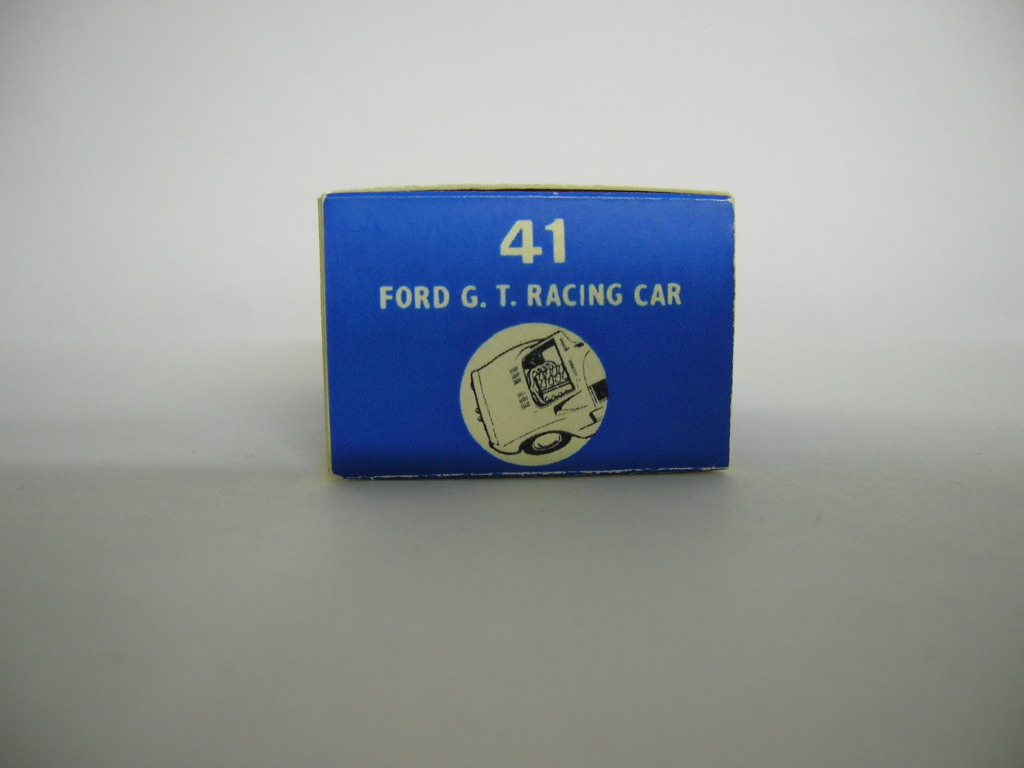 41
FORD G. T. RACING CAR